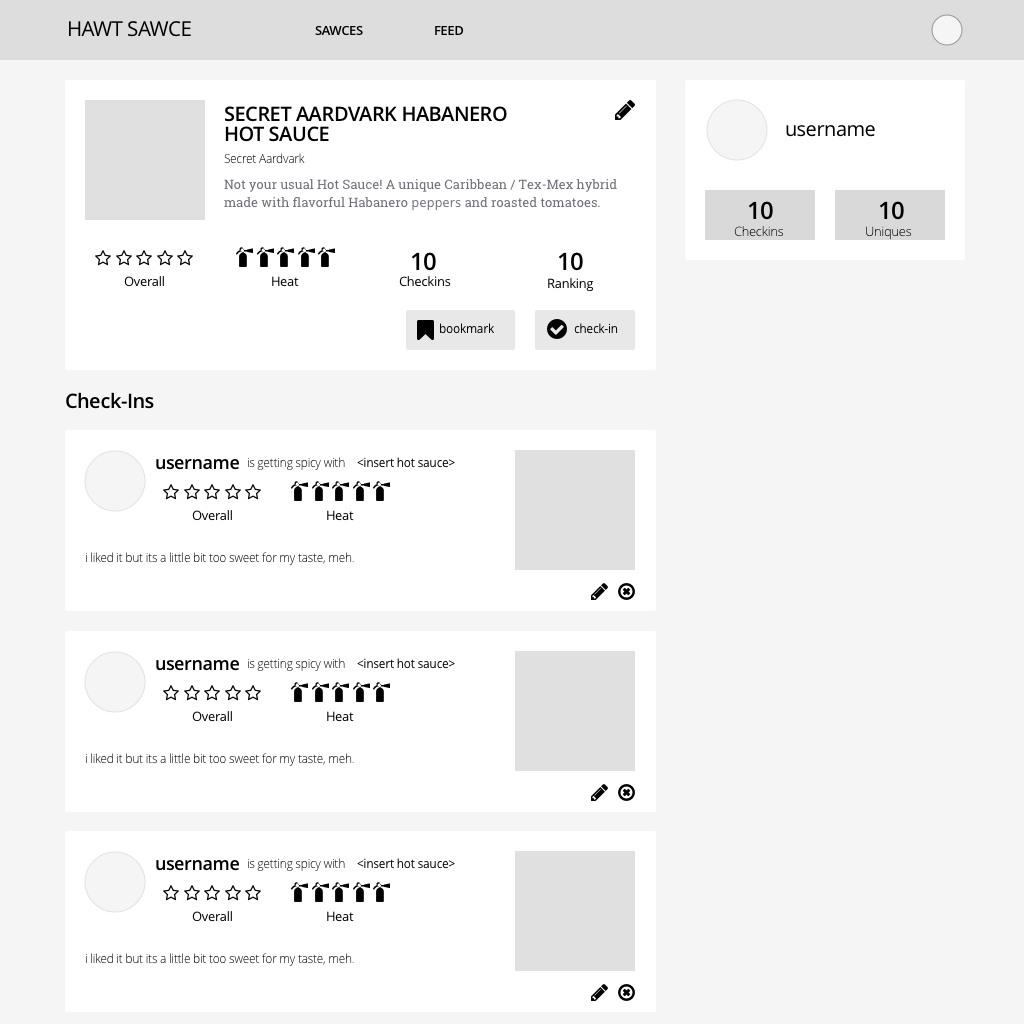 HAWT SAWCE
SAWCES
FEED
SECRET AARDVARK HABANERO
HOT SAUCE
Secret Aardvark
Not your usual Hot Sauce! A unique Caribbean / Tex-Mex hybrid
made with flavorful Habanero peppers and roasted tomatoes.
Overall
Heat
10
Checkins
10
Ranking
bookmark
check-in
username
10
Checkins
10
Uniques
Check-Ins
username is getting spicy with <insert hot sauce>
Overall
Heat
i liked it but its a little bit too sweet for my taste, meh.
username is getting spicy with <insert hot sauce>
Overall
Heat
i liked it but its a little bit too sweet for my taste, meh.
username is getting spicy with <insert hot sauce>
Overall
Heat
i liked it but its a little bit too sweet for my taste, meh.